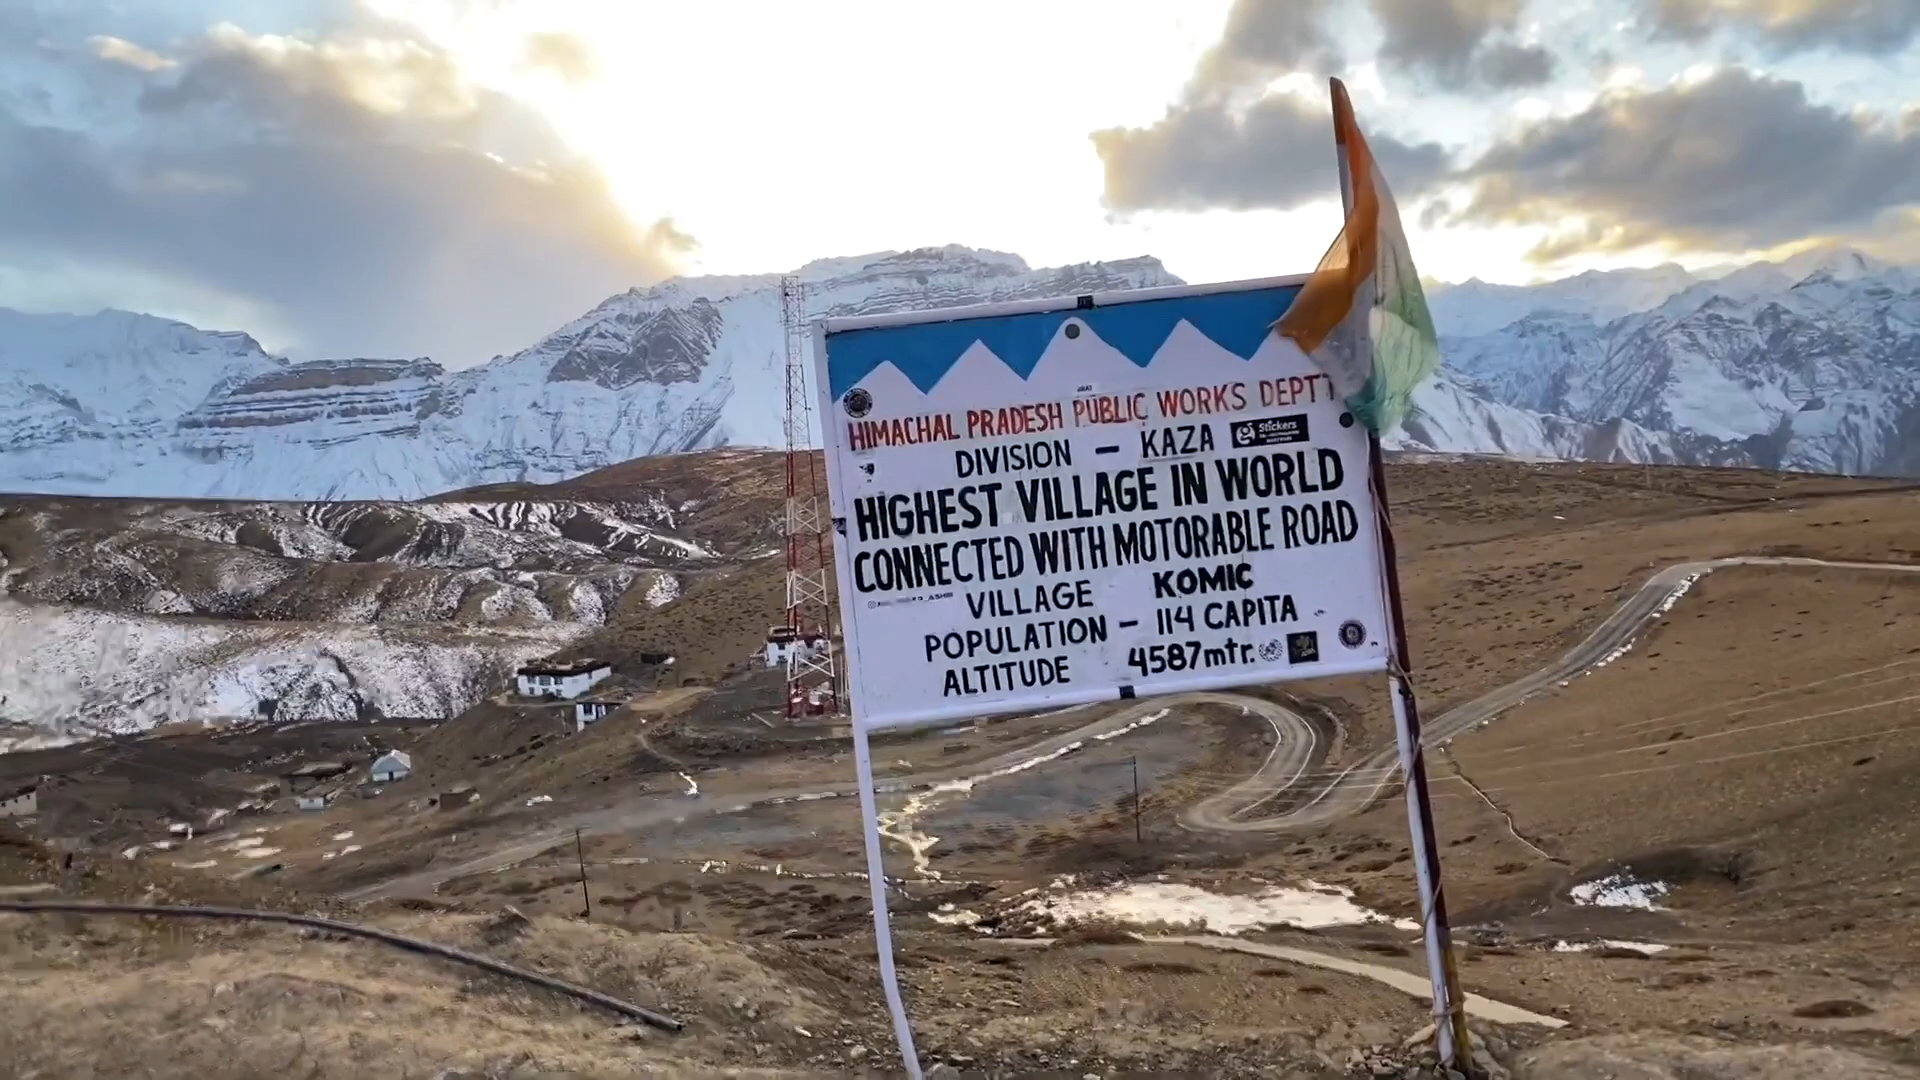 HIMACHAL PRADESH PUBLIC WORKS DEPTT
DIVISION – KAZA
Stickers
HIGHEST VILLAGE IN WORLD
CONNECTED WITH MOTORABLE ROAD
VILLAGE KOMIC
POPULATION – 114 CAPITA
ALTITUDE 4587mtr.